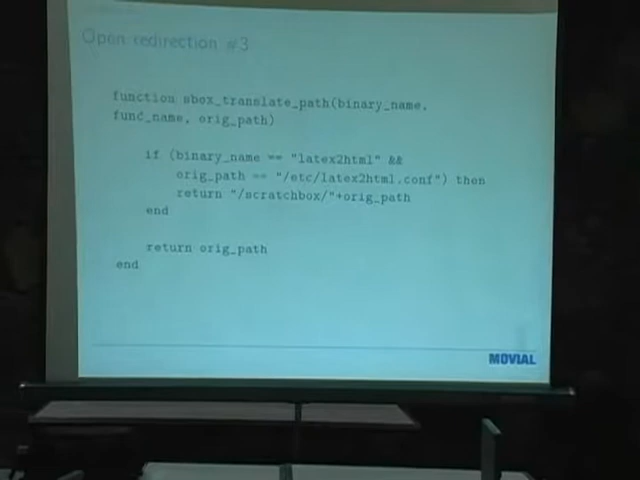 Open redirection #3
function sbox_translate_path(binary_name,
func_name, orig_path)
if (binary_name == "latex2html" &&
orig_path == "/etc/latex2html.conf") then
return "/scratchbox/"+orig_path
end
return orig_path
end
MOVIAL